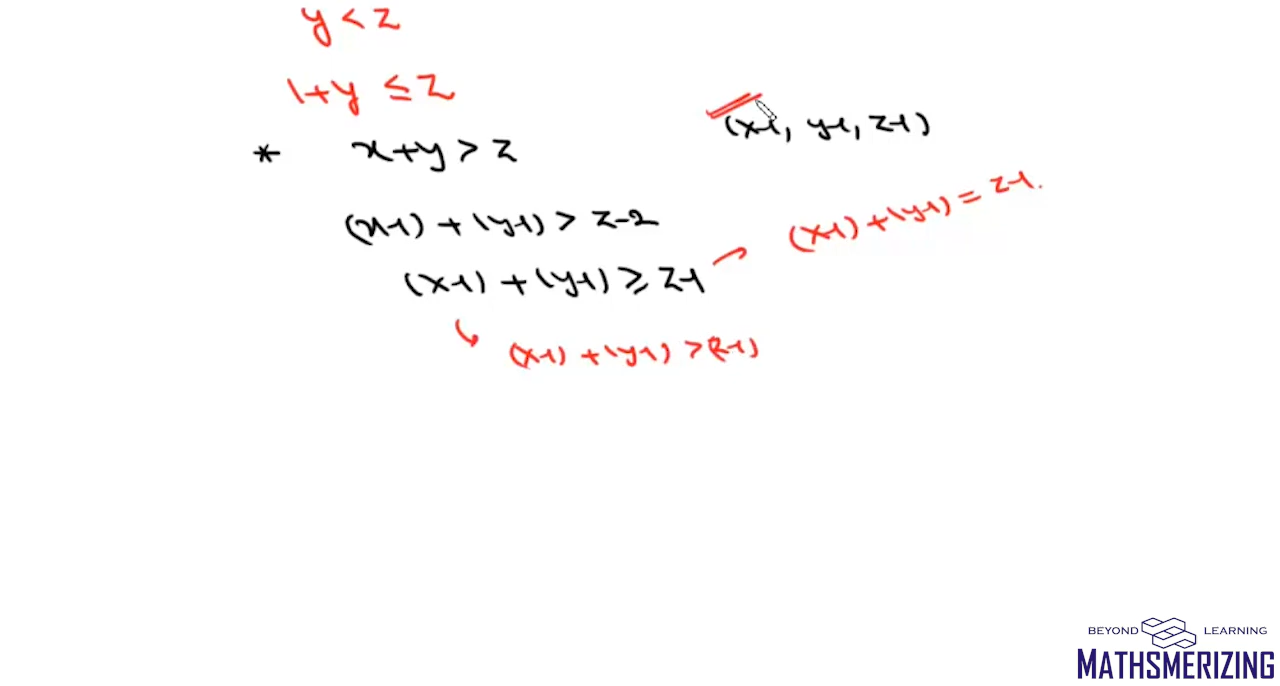 y < z
1+y ≤ z
* x+y > z
(x-1, y-1, z-1)
(x-1) + (y-1) > z-2
(x-1) + (y-1) = z-1.
(x-1) + (y-1) ≥ z-1
(x-1) + (y-1) > (z-1)
BEYOND LEARNING
MATHSMERIZING